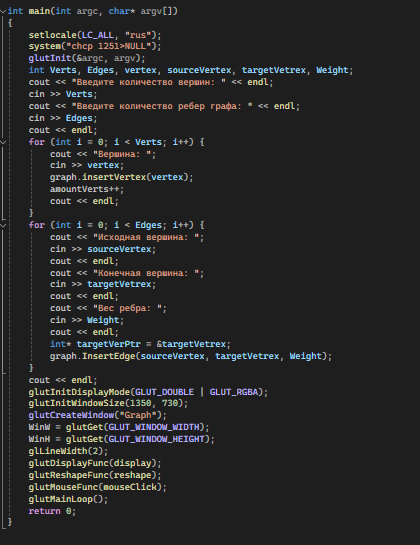 int main(int argc, char* argv[])
{
setlocale(LC_ALL, "rus");
system("chcp 1251>NULL");
glutInit(&argc, argv);
int Verts, Edges, vertex, sourceVertex, targetVetrex, Weight;
cout << "Введите количество вершин: " << endl;
cin >> Verts;
cout << "Введите количество ребер графа: " << endl;
cin >> Edges;
cout << endl;
for (int i = 0; i < Verts; i++) {
cout << "Вершина: ";
cin >> vertex;
graph.insertVertex(vertex);
amountVerts++;
cout << endl;
}
for (int i = 0; i < Edges; i++) {
cout << "Исходная вершина: ";
cin >> sourceVertex;
cout << endl;
cout << "Конечная вершина: ";
cin >> targetVetrex;
cout << endl;
cout << "Вес ребра: ";
cin >> Weight;
cout << endl;
int* targetVerPtr = &targetVetrex;
graph.InsertEdge(sourceVertex, targetVetrex, Weight);
}
cout << endl;
glutInitDisplayMode(GLUT_DOUBLE | GLUT_RGBA);
glutInitWindowSize(1350, 730);
glutCreateWindow("Graph");
WinW = glutGet(GLUT_WINDOW_WIDTH);
WinH = glutGet(GLUT_WINDOW_HEIGHT);
glLineWidth(2);
glutDisplayFunc(display);
glutReshapeFunc(reshape);
glutMouseFunc(mouseClick);
glutMainLoop();
return 0;
}